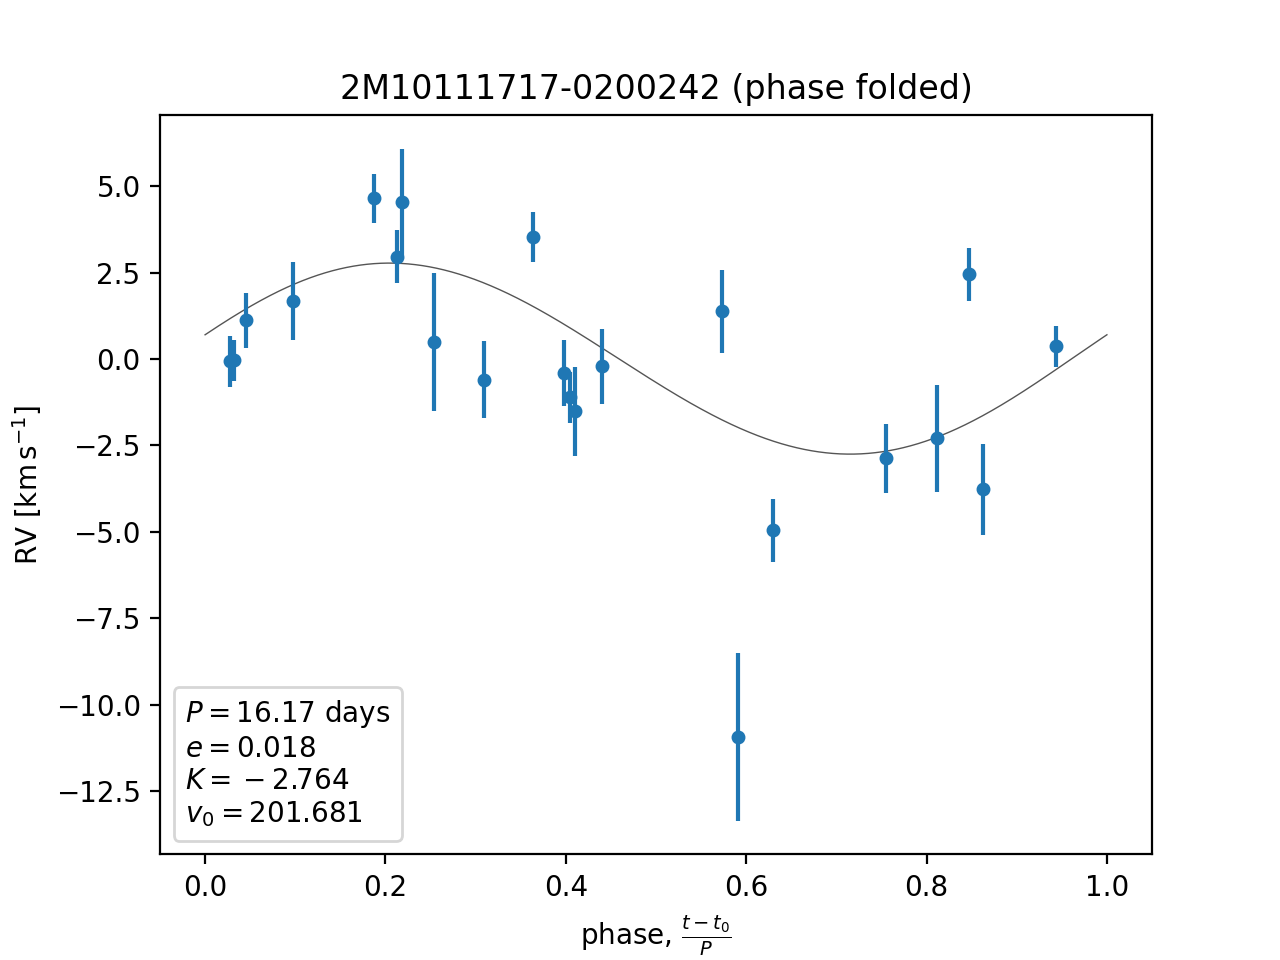 2M10111717-0200242 (phase folded)
5.0
2.5
0.0
−2.5
−5.0
−7.5
−10.0
−12.5
RV [km s⁻¹]
P = 16.17 days
e = 0.018
K = −2.764
v₀ = 201.681
0.0 0.2 0.4 0.6 0.8 1.0
phase, (t − t₀)/P